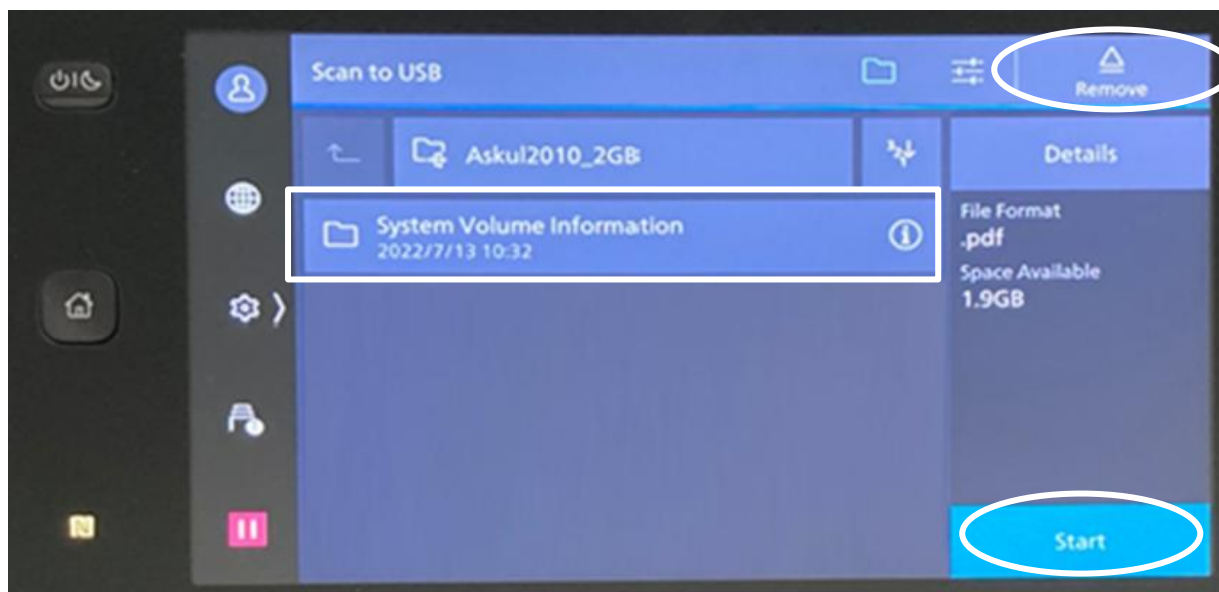 Scan to USB
Remove
Askul2010_2GB
Details
System Volume Information
2022/7/13 10:32
File Format
.pdf
Space Available
1.9GB
Start